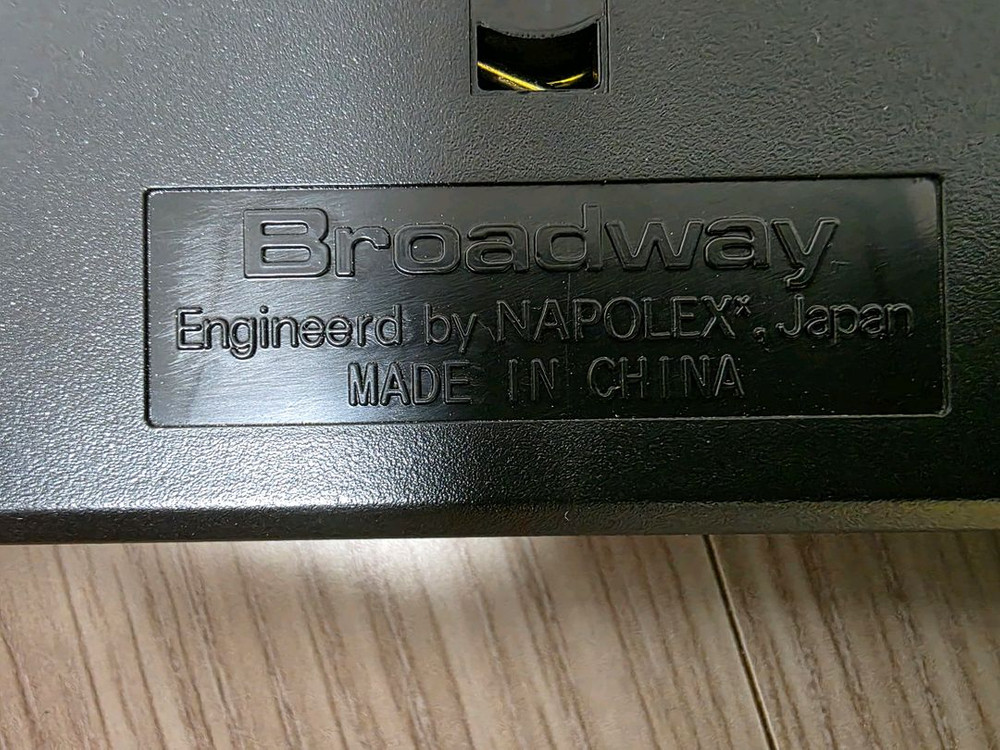 Broadway
Engineerd by NAPOLEX*, Japan
MADE IN CHINA